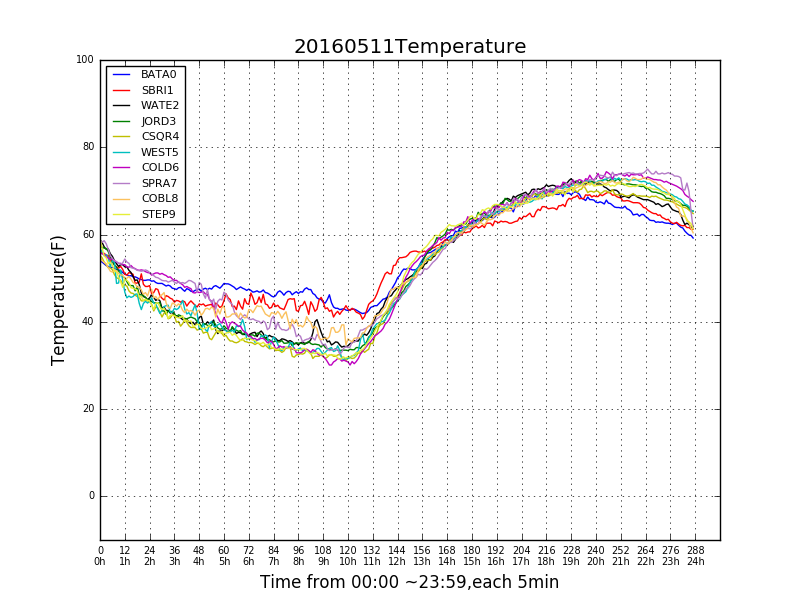 20160511Temperature
100
80
60
40
20
0
Temperature(F)
BATA0
SBRI1
WATE2
JORD3
CSQR4
WEST5
COLD6
SPRA7
COBL8
STEP9
0 12 24 36 48 60 72 84 96 108 120 132 144 156 168 180 192 204 216 228 240 252 264 276 288
0h 1h 2h 3h 4h 5h 6h 7h 8h 9h 10h 11h 12h 13h 14h 15h 16h 17h 18h 19h 20h 21h 22h 23h 24h
Time from 00:00 ~23:59,each 5min